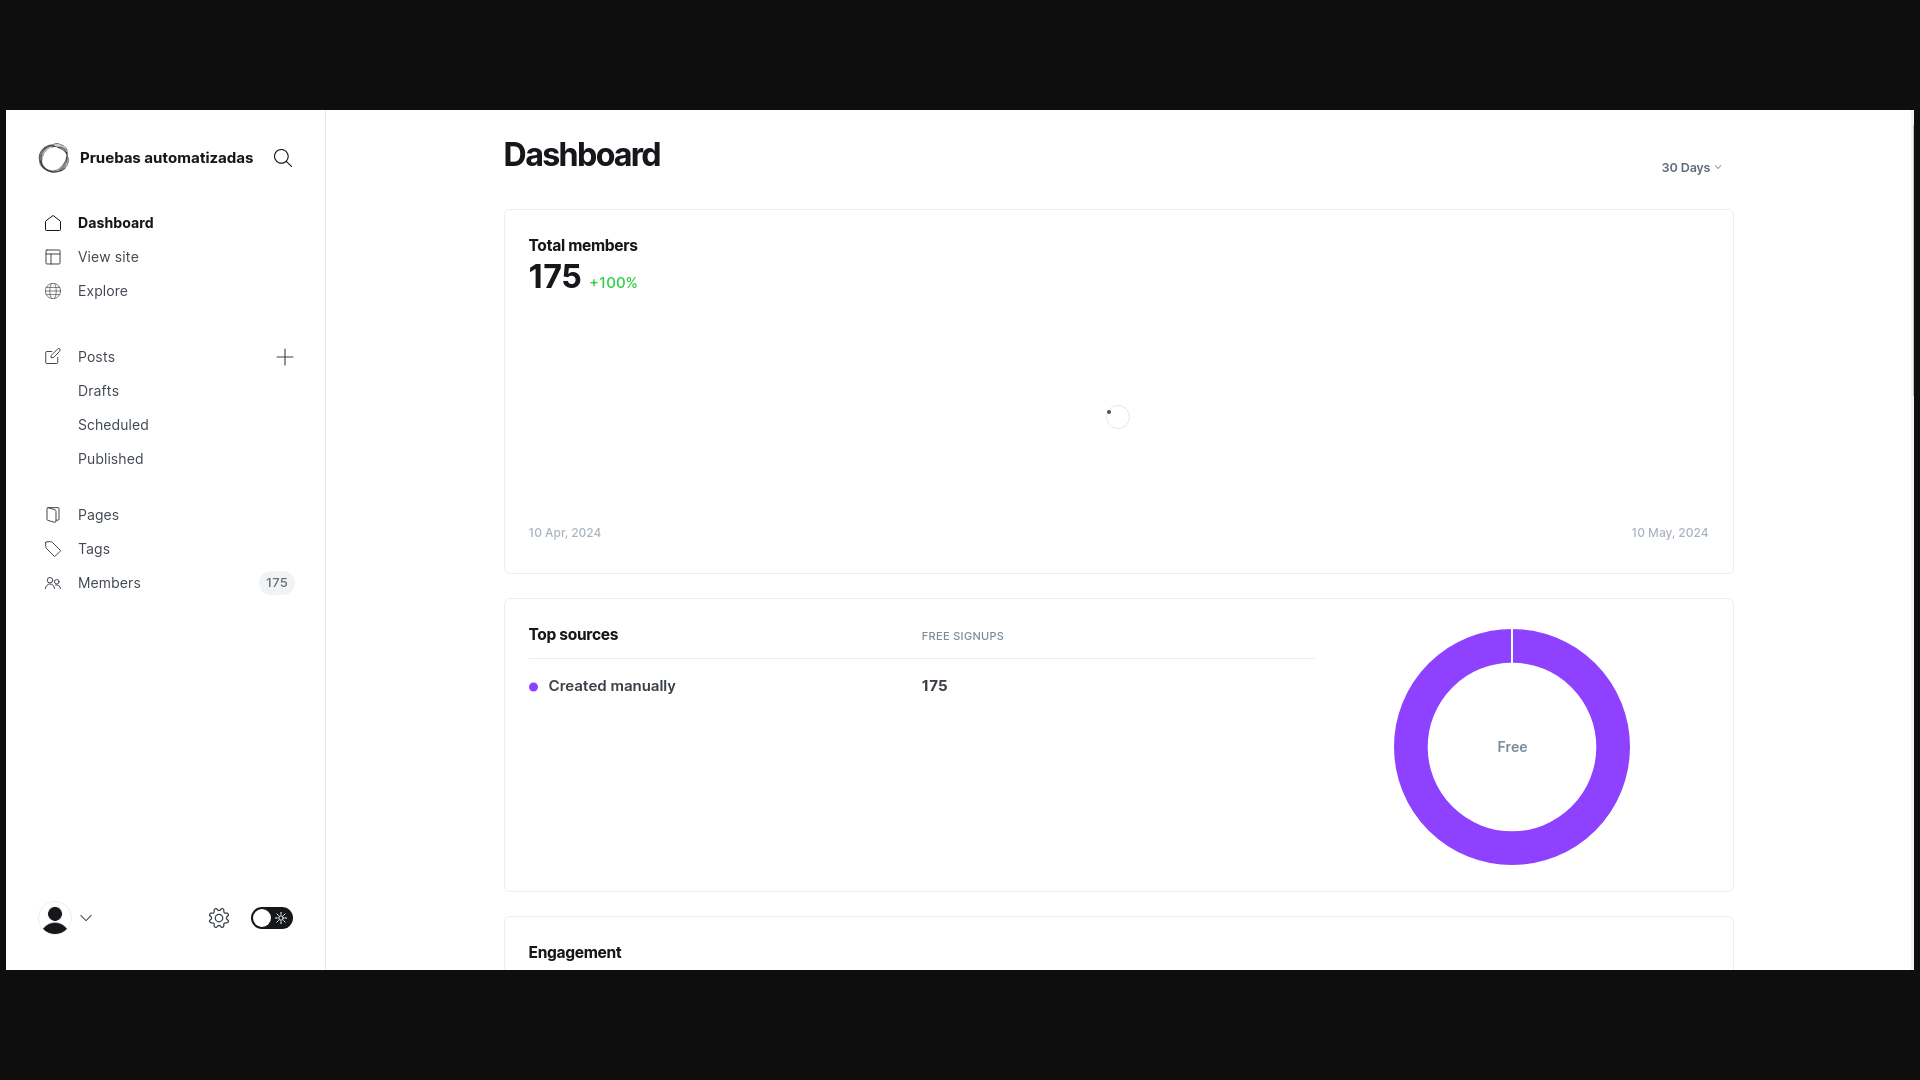 Pruebas automatizadas
Dashboard
View site
Explore
Posts
Drafts
Scheduled
Published
Pages
Tags
Members 175
Dashboard
30 Days
Total members
175 +100%
10 Apr, 2024 10 May, 2024
Top sources FREE SIGNUPS
Created manually 175
Free
Engagement